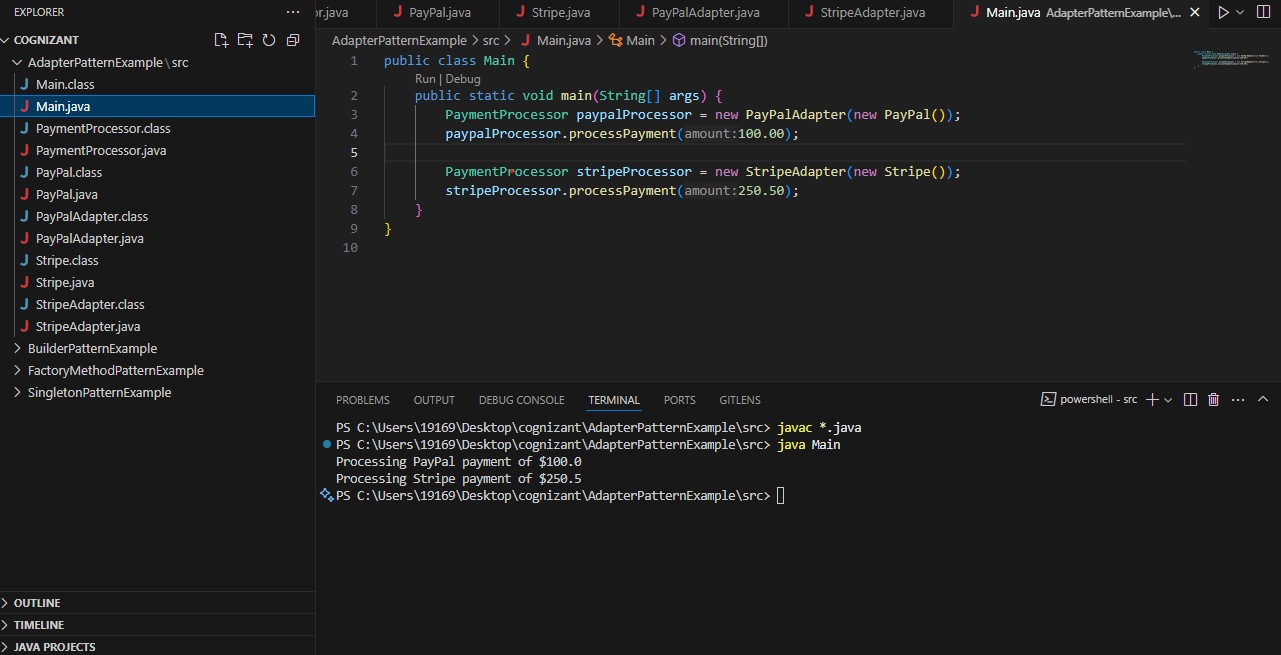 EXPLORER
COGNIZANT
AdapterPatternExample\src
Main.class
Main.java
PaymentProcessor.class
PaymentProcessor.java
PayPal.class
PayPal.java
PayPalAdapter.class
PayPalAdapter.java
Stripe.class
Stripe.java
StripeAdapter.class
StripeAdapter.java
BuilderPatternExample
FactoryMethodPatternExample
SingletonPatternExample
OUTLINE
TIMELINE
JAVA PROJECTS
or.java PayPal.java Stripe.java PayPalAdapter.java StripeAdapter.java Main.java AdapterPatternExample\...
AdapterPatternExample > src > Main.java > Main > main(String[])
1 public class Main {
Run | Debug
2 public static void main(String[] args) {
3 PaymentProcessor paypalProcessor = new PayPalAdapter(new PayPal());
4 paypalProcessor.processPayment(amount:100.00);
5
6 PaymentProcessor stripeProcessor = new StripeAdapter(new Stripe());
7 stripeProcessor.processPayment(amount:250.50);
8 }
9 }
10
PROBLEMS OUTPUT DEBUG CONSOLE TERMINAL PORTS GITLENS powershell - src
PS C:\Users\19169\Desktop\cognizant\AdapterPatternExample\src> javac *.java
PS C:\Users\19169\Desktop\cognizant\AdapterPatternExample\src> java Main
Processing PayPal payment of $100.0
Processing Stripe payment of $250.5
PS C:\Users\19169\Desktop\cognizant\AdapterPatternExample\src>